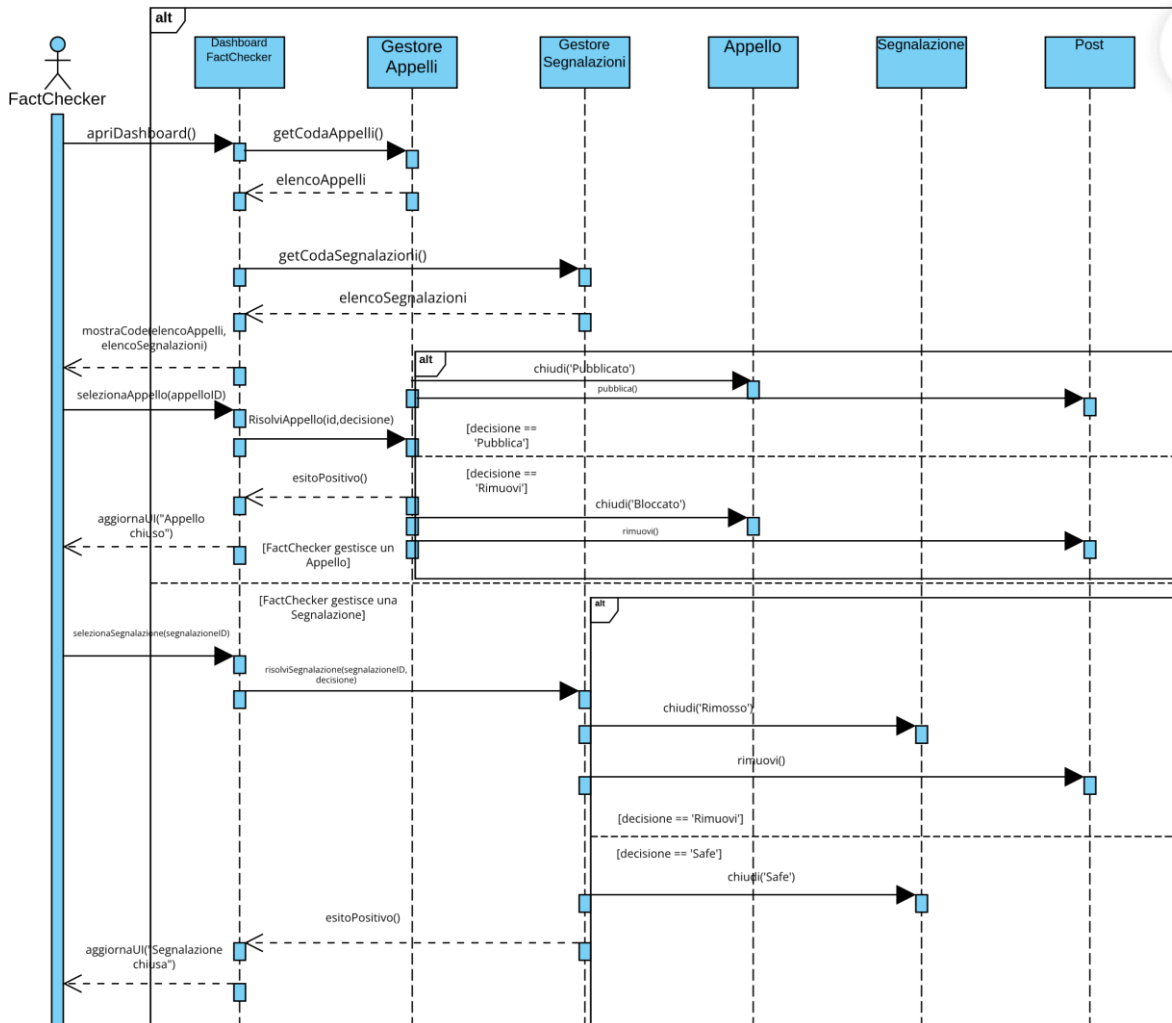 alt
Dashboard
FactChecker
Gestore
Appelli
Gestore
Segnalazioni
Appello
Segnalazione
Post
FactChecker
apriDashboard()
getCodaAppelli()
elencoAppelli
getCodaSegnalazioni()
elencoSegnalazioni
mostraCode(elencoAppelli,
elencoSegnalazioni)
alt
chiudi('Pubblicato')
pubblica()
selezionaAppello(appelloID)
RisolviAppello(id,decisione)
[decisione ==
'Pubblica']
[decisione ==
'Rimuovi']
esitoPositivo()
chiudi('Bloccato')
aggiornaUI("Appello
chiuso")
rimuovi()
[FactChecker gestisce un
Appello]
[FactChecker gestisce una
Segnalazione]
alt
selezionaSegnalazione(segnalazioneID)
risolviSegnalazione(segnalazioneID,
decisione)
chiudi('Rimosso')
rimuovi()
[decisione == 'Rimuovi']
[decisione == 'Safe']
chiudi('Safe')
esitoPositivo()
aggiornaUI("Segnalazione
chiusa")